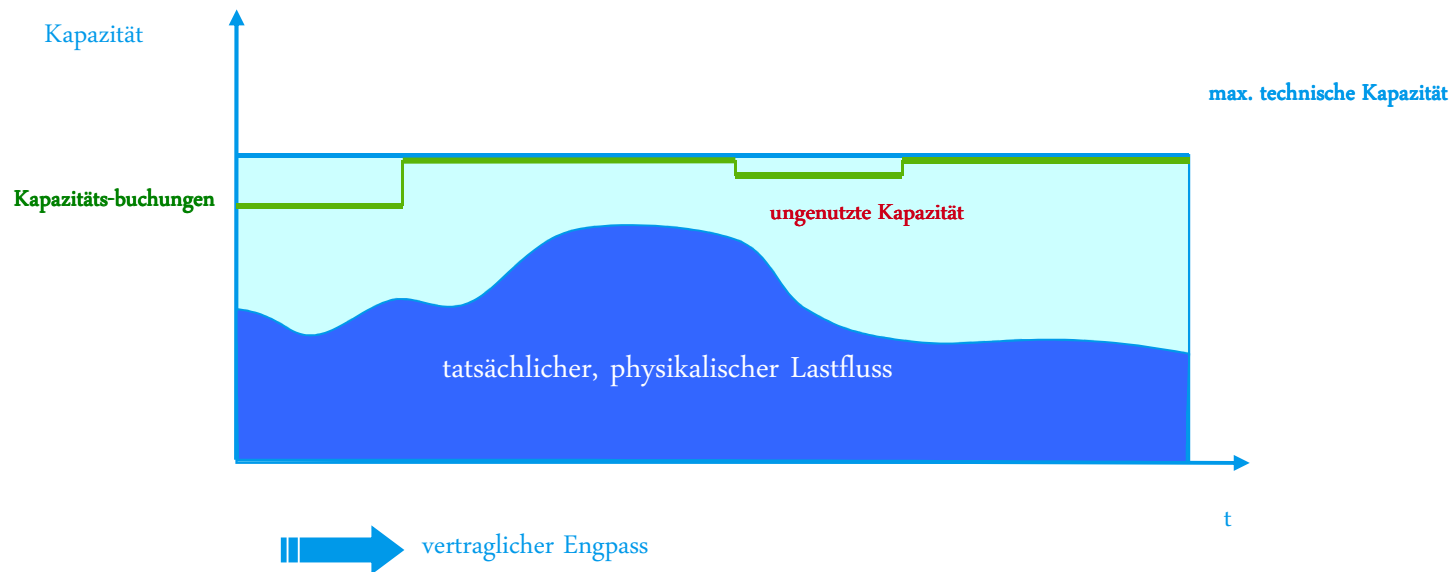 Kapazität
max. technische Kapazität
Kapazitäts-buchungen
ungenutzte Kapazität
tatsächlicher, physikalischer Lastfluss
t
vertraglicher Engpass